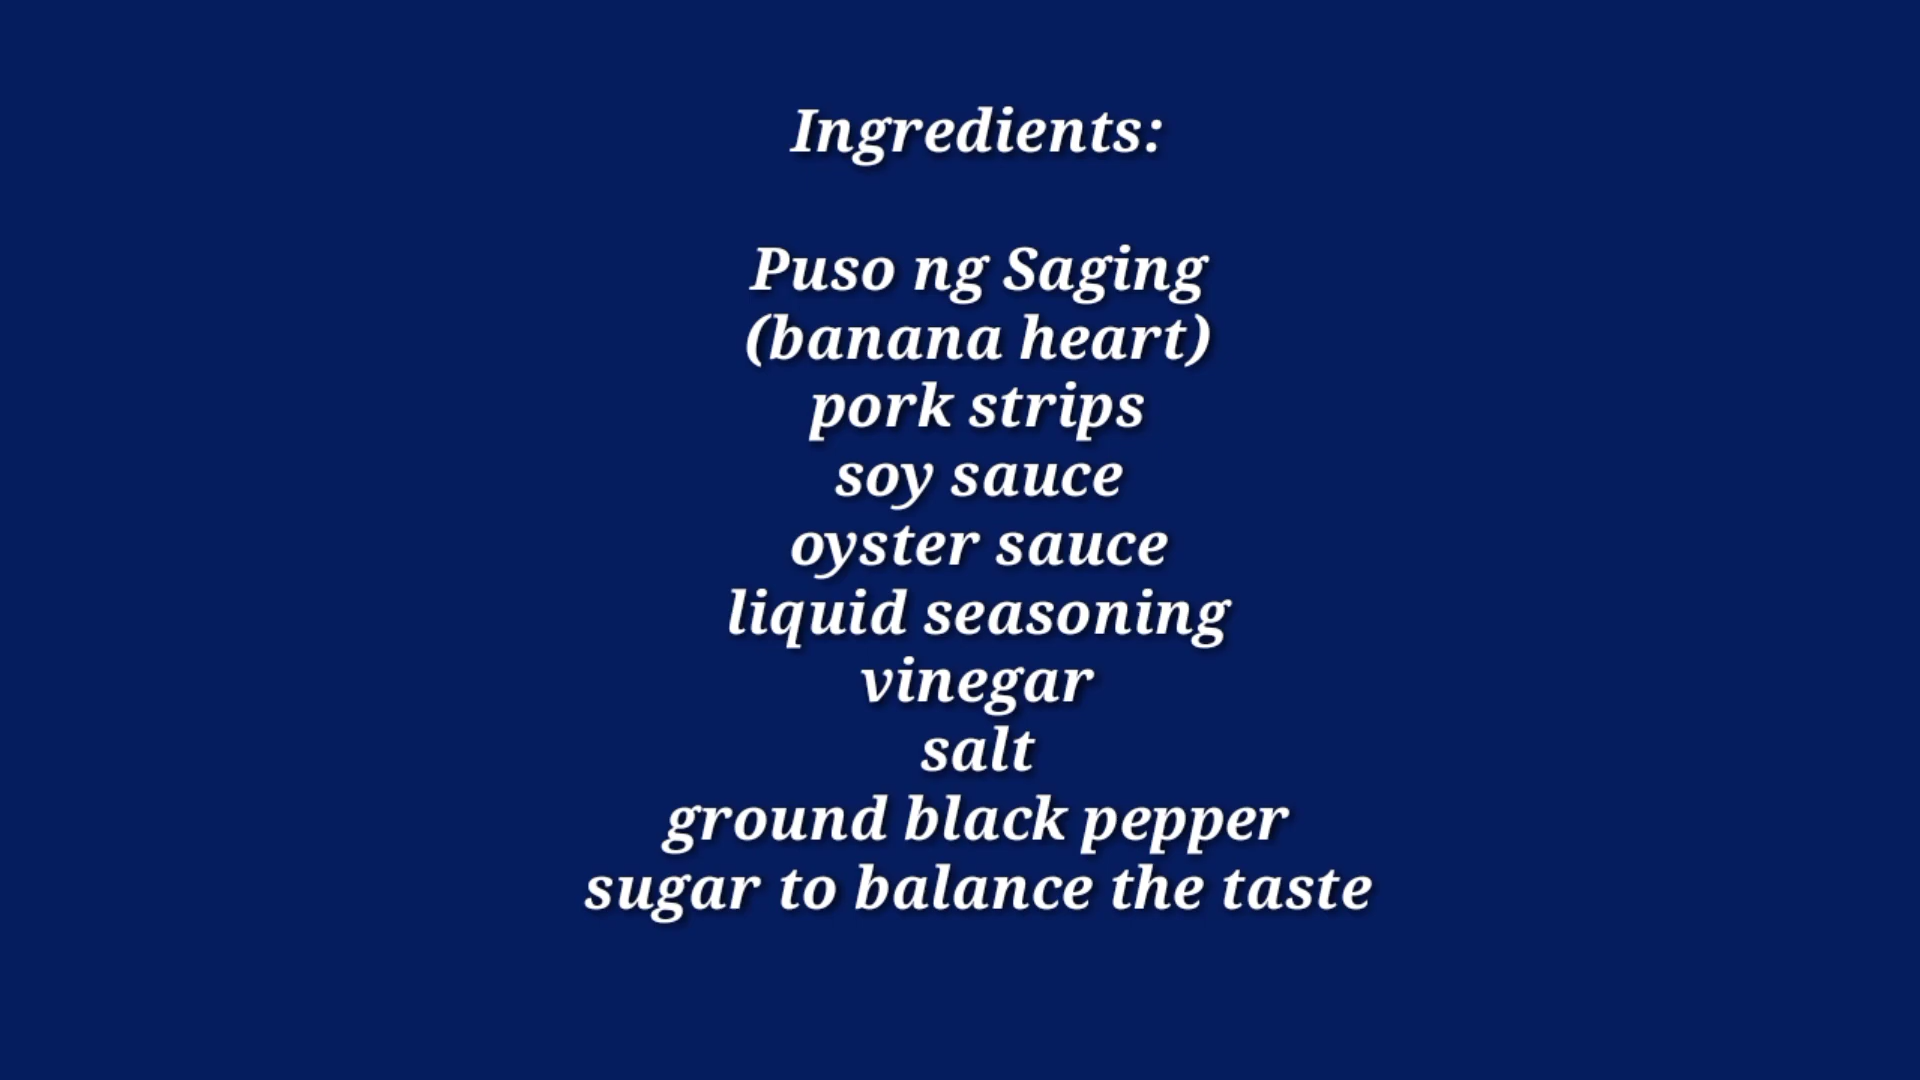 Ingredients:
Puso ng Saging
(banana heart)
pork strips
soy sauce
oyster sauce
liquid seasoning
vinegar
salt
ground black pepper
sugar to balance the taste